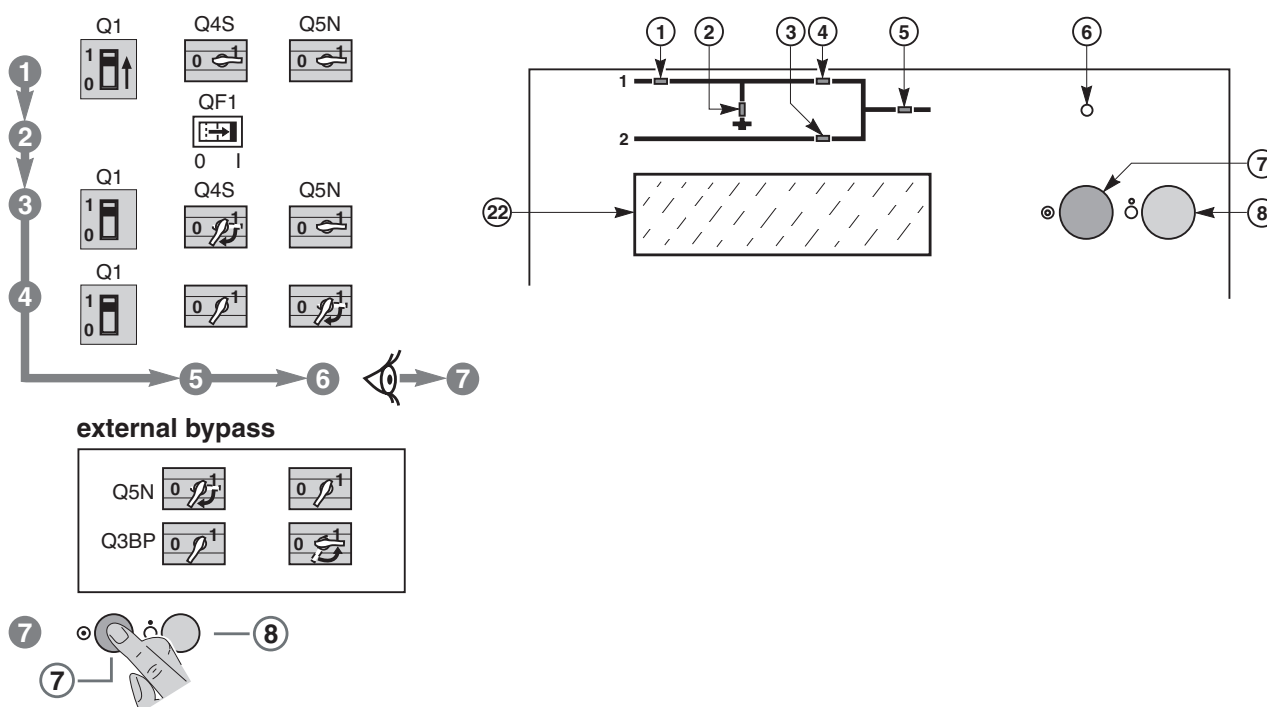 Q1 Q4S Q5N
1 0 0 1 0 1
1
QF1
2
0 I
Q1 Q4S Q5N
3 1 0 0 1 0 1
Q1
4 1 0 0 1 0 1
5 6 7
external bypass
Q5N 0 1 0 1
Q3BP 0 1 0 1
7 8
7
1 2 3 4 5 6
1
2
7
22 8